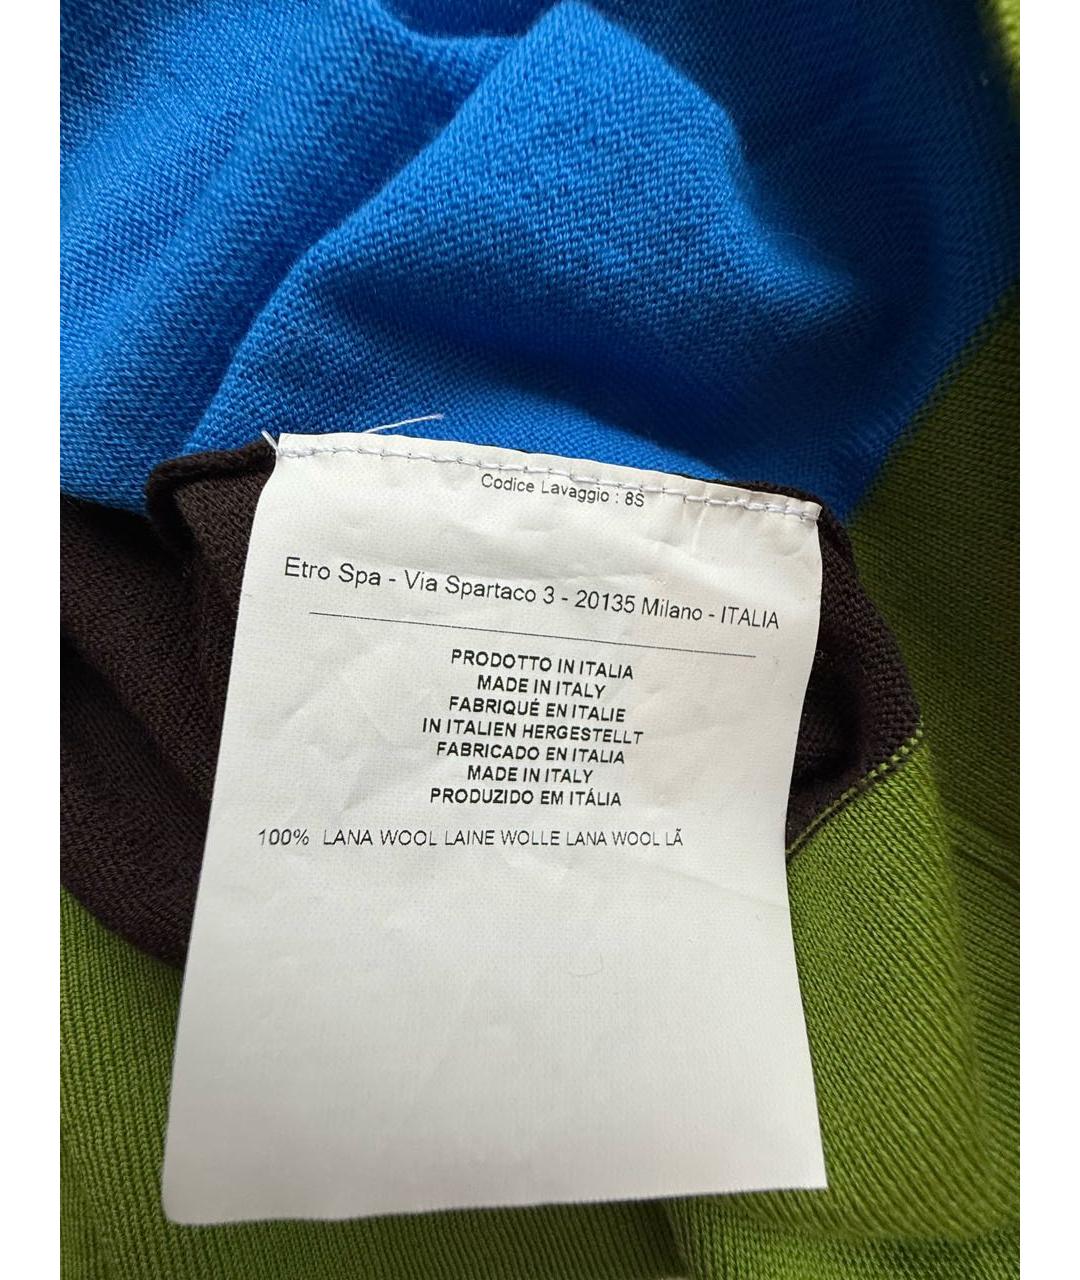 Codice Lavaggio : 8S
Etro Spa - Via Spartaco 3 - 20135 Milano - ITALIA
PRODOTTO IN ITALIA
MADE IN ITALY
FABRIQUÉ EN ITALIE
IN ITALIEN HERGESTELLT
FABRICADO EN ITALIA
MADE IN ITALY
PRODUZIDO EM ITÁLIA
100% LANA WOOL LAINE WOLLE LANA WOOL LÃ